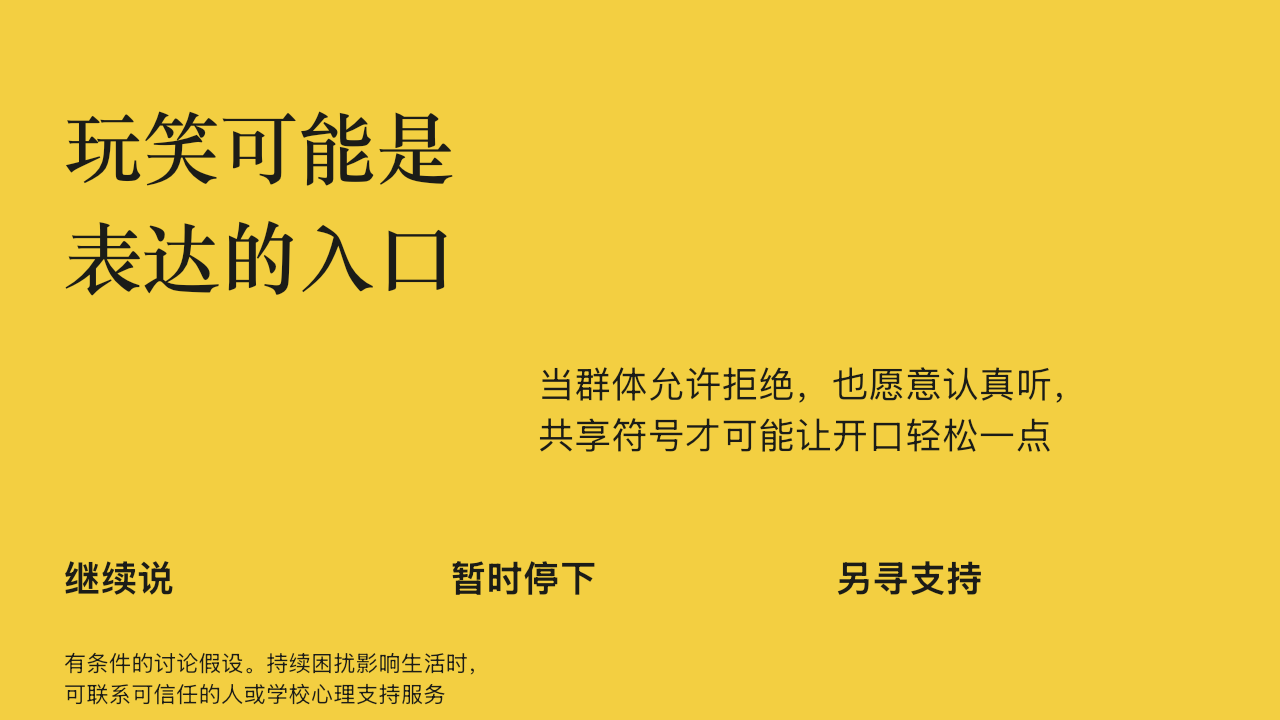 玩笑可能是
表达的入口
当群体允许拒绝，也愿意认真听，
共享符号才可能让开口轻松一点
继续说
暂时停下
另寻支持
有条件的讨论假设。持续困扰影响生活时，
可联系可信任的人或学校心理支持服务